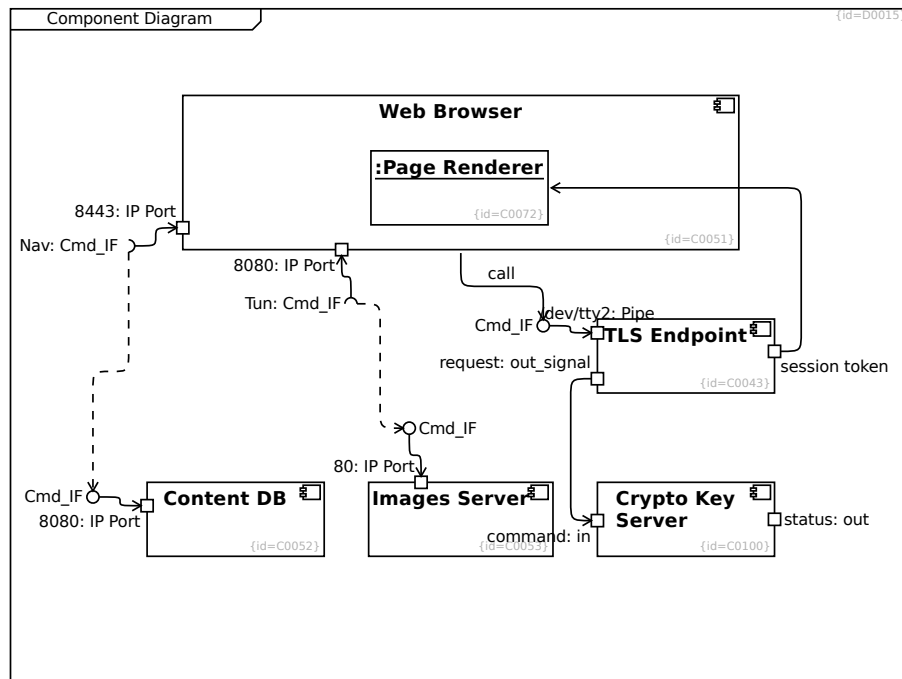 Component Diagram
{id=D0015}
Web Browser
:Page Renderer
{id=C0072}
{id=C0051}
8443: IP Port
Nav: Cmd_IF
8080: IP Port
Tun: Cmd_IF
call
dev/tty2: Pipe
Cmd_IF
TLS Endpoint
request: out_signal
session token
{id=C0043}
Cmd_IF
80: IP Port
Cmd_IF
8080: IP Port
Content DB
{id=C0052}
Images Server
{id=C0053}
Crypto Key
Server
command: in
status: out
{id=C0100}